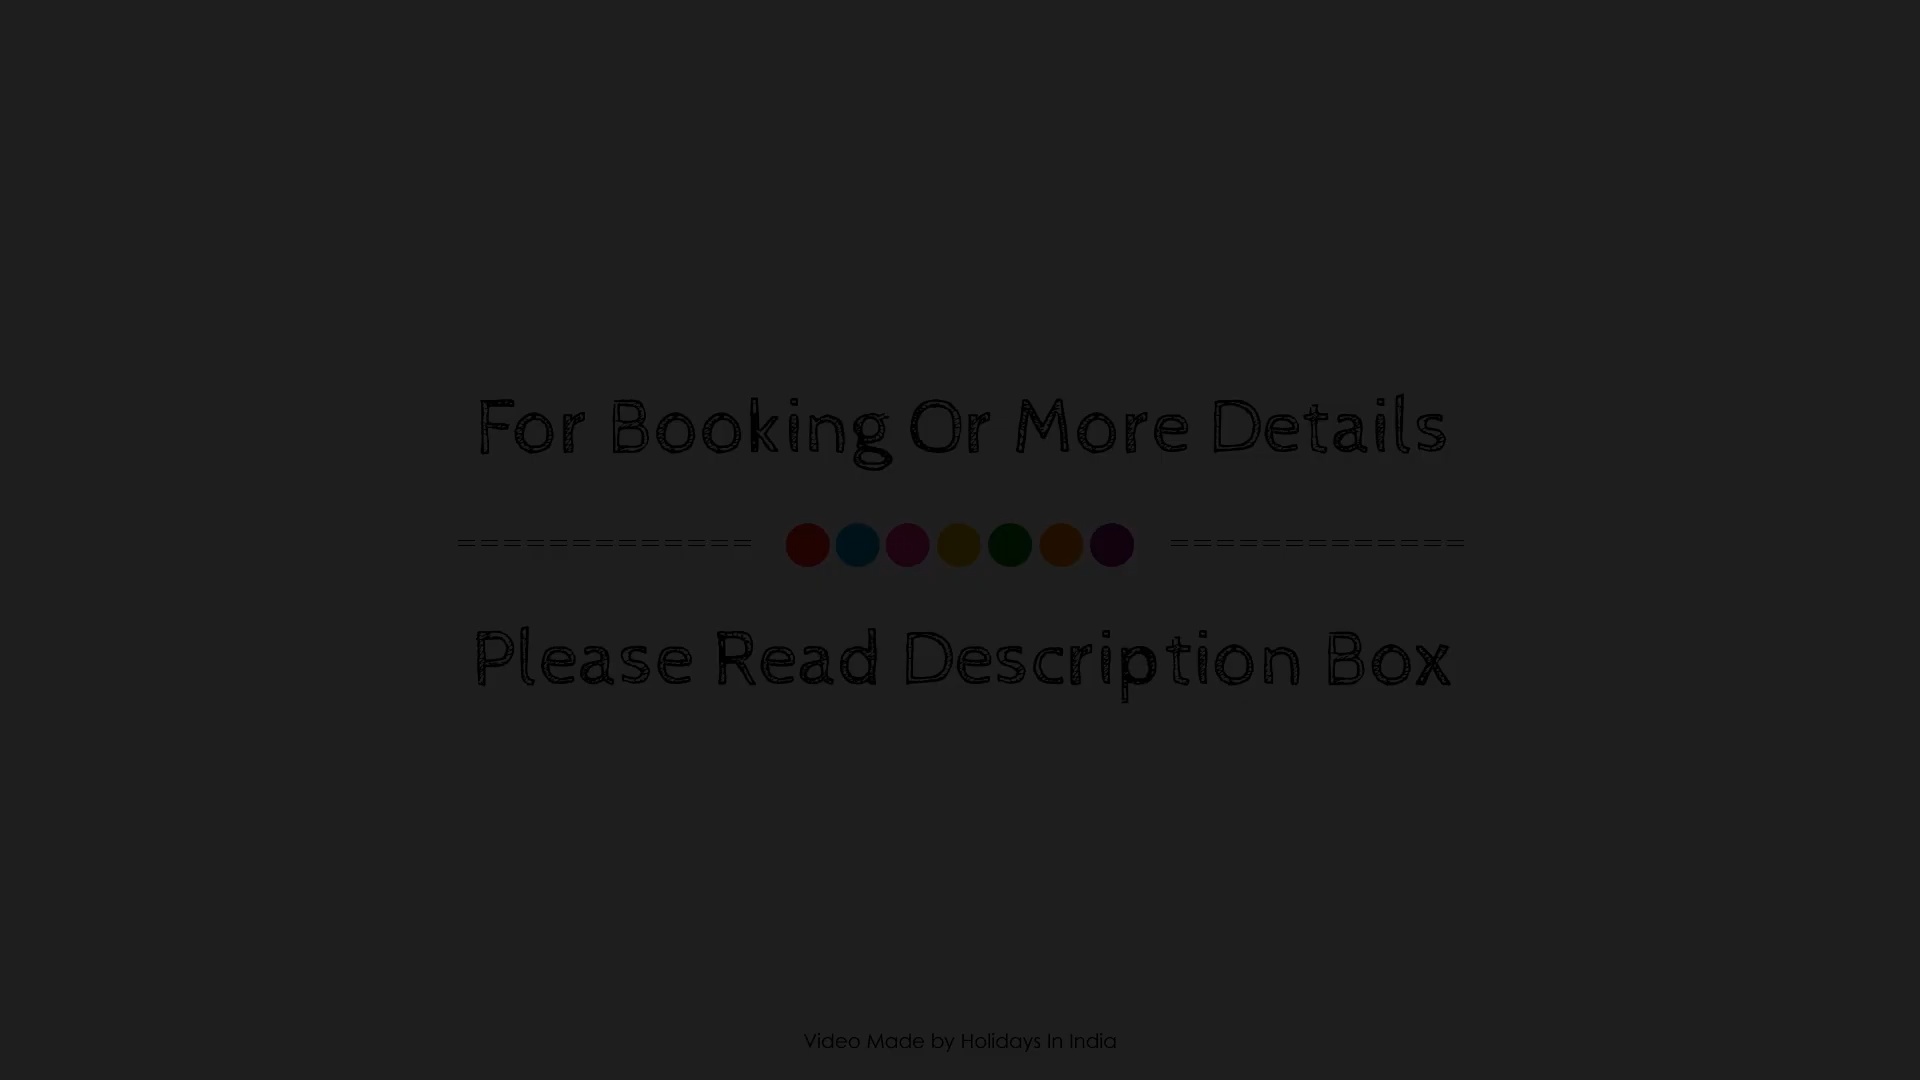 For Booking Or More Details
============= =============
Please Read Description Box
Video Made by Holidays In India